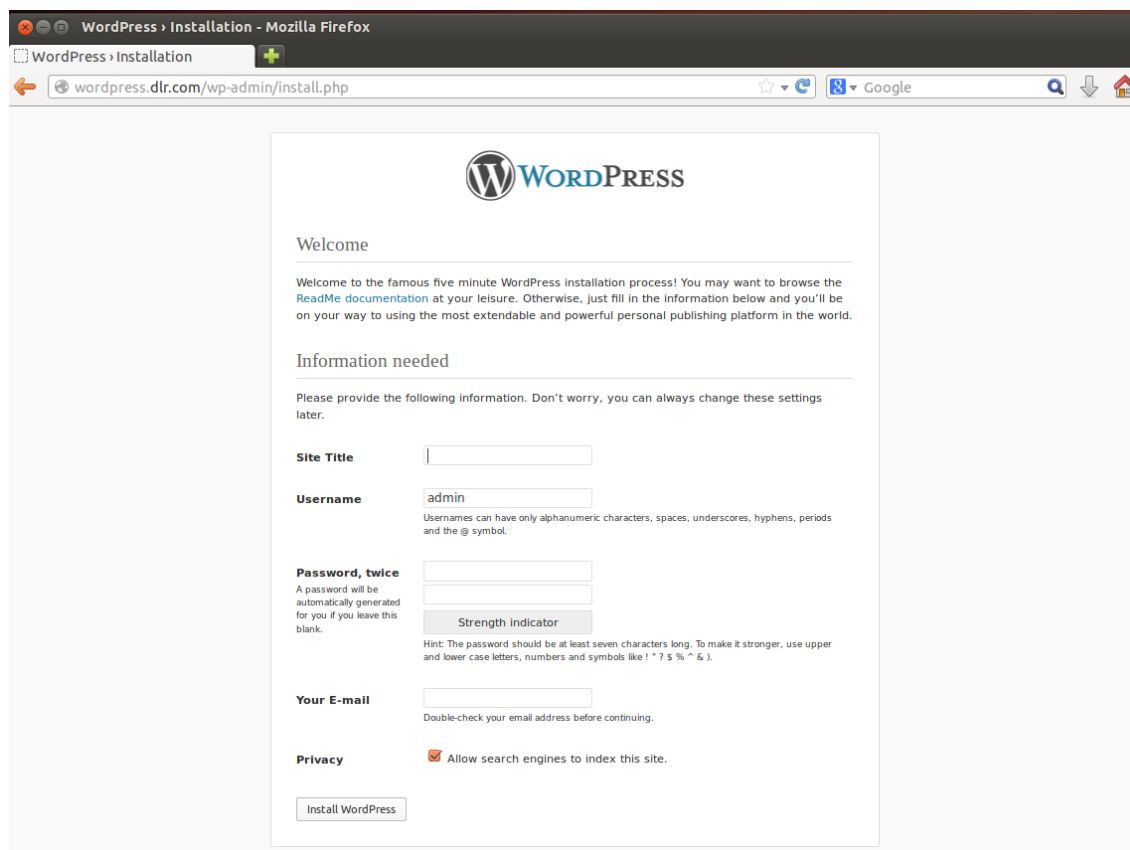 WordPress › Installation - Mozilla Firefox
WordPress › Installation
wordpress.dlr.com/wp-admin/install.php
8 Google
WORDPRESS
Welcome
Welcome to the famous five minute WordPress installation process! You may want to browse the
ReadMe documentation at your leisure. Otherwise, just fill in the information below and you'll be
on your way to using the most extendable and powerful personal publishing platform in the world.
Information needed
Please provide the following information. Don't worry, you can always change these settings
later.
Site Title
Username
admin
Usernames can have only alphanumeric characters, spaces, underscores, hyphens, periods
and the @ symbol.
Password, twice
A password will be
automatically generated
for you if you leave this
blank.
Strength indicator
Hint: The password should be at least seven characters long. To make it stronger, use upper
and lower case letters, numbers and symbols like ! " ? $ % ^ & ).
Your E-mail
Double-check your email address before continuing.
Privacy
Allow search engines to index this site.
Install WordPress